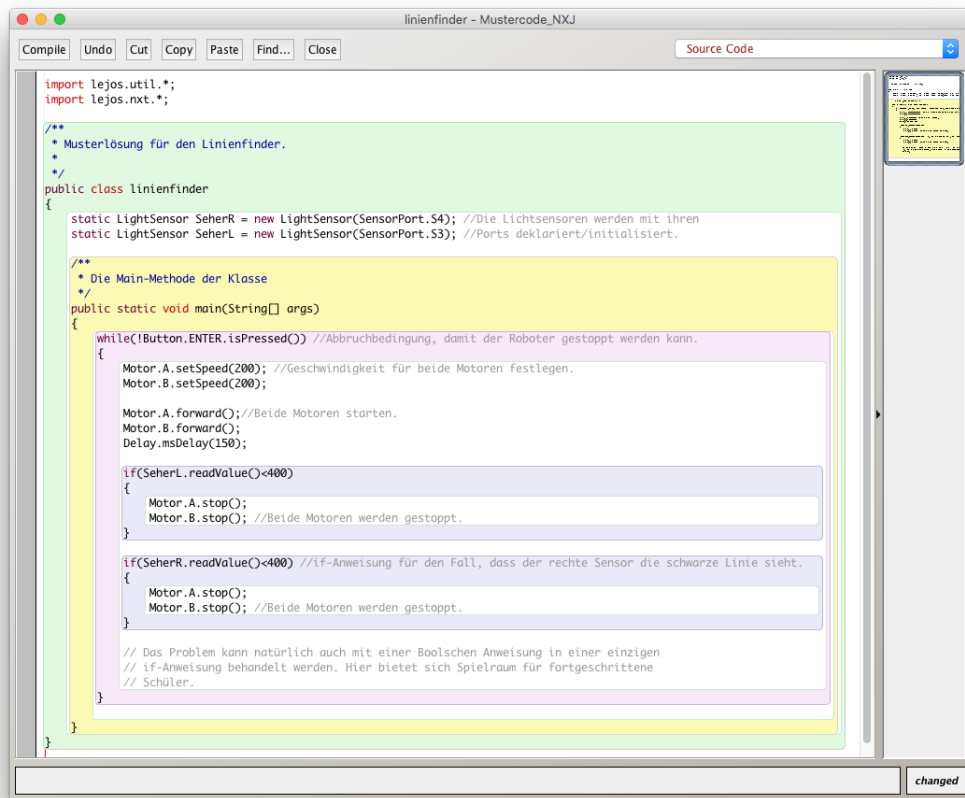 linienfinder - Mustercode_NXJ
Compile Undo Cut Copy Paste Find... Close Source Code
import lejos.util.*;
import lejos.nxt.*;
/**
* Musterlösung für den Linienfinder.
*
*/
public class linienfinder
{
static LightSensor SeherR = new LightSensor(SensorPort.S4); //Die Lichtsensoren werden mit ihren
static LightSensor SeherL = new LightSensor(SensorPort.S3); //Ports deklariert/initialisiert.
/**
* Die Main-Methode der Klasse
*/
public static void main(String[] args)
{
while(!Button.ENTER.isPressed()) //Abbruchbedingung, damit der Roboter gestoppt werden kann.
{
Motor.A.setSpeed(200); //Geschwindigkeit für beide Motoren festlegen.
Motor.B.setSpeed(200);
Motor.A.forward();//Beide Motoren starten.
Motor.B.forward();
Delay.msDelay(150);
if(SeherL.readValue()<400)
{
Motor.A.stop();
Motor.B.stop(); //Beide Motoren werden gestoppt.
}
if(SeherR.readValue()<400) //if-Anweisung für den Fall, dass der rechte Sensor die schwarze Linie sieht.
{
Motor.A.stop();
Motor.B.stop(); //Beide Motoren werden gestoppt.
}
// Das Problem kann natürlich auch mit einer Boolschen Anweisung in einer einzigen
// if-Anweisung behandelt werden. Hier bietet sich Spielraum für fortgeschrittene
// Schüler.
}
}
}
changed